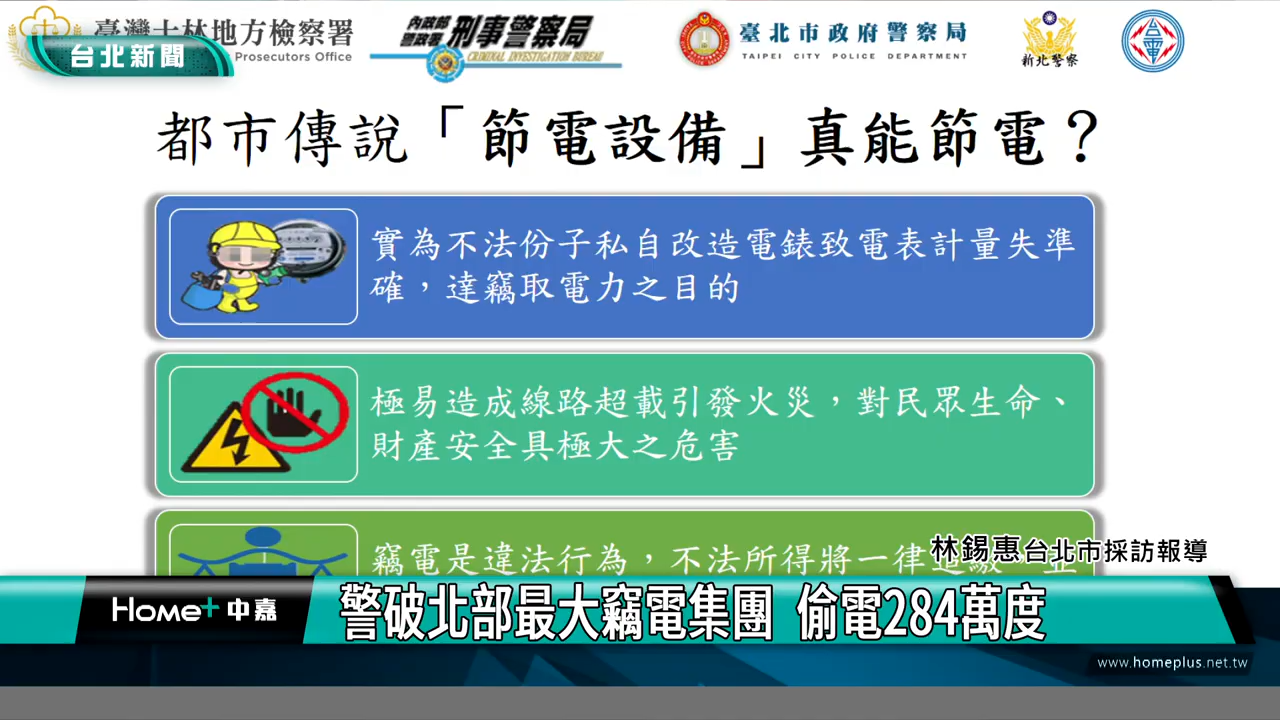 臺灣士林地方檢察署
Prosecutors Office
台北新聞
內政部
警政署
刑事警察局
CRIMINAL INVESTIGATION BUREAU
臺北市政府警察局
TAIPEI CITY POLICE DEPARTMENT
新北警察
都市傳說「節電設備」真能節電？
實為不法份子私自改造電錶致電表計量失準
確，達竊取電力之目的
極易造成線路超載引發火災，對民眾生命、
財產安全具極大之危害
竊電是違法行為，不法所得將一律
林錫惠台北市採訪報導
Home+中嘉
警破北部最大竊電集團 偷電284萬度
www.homeplus.net.tw